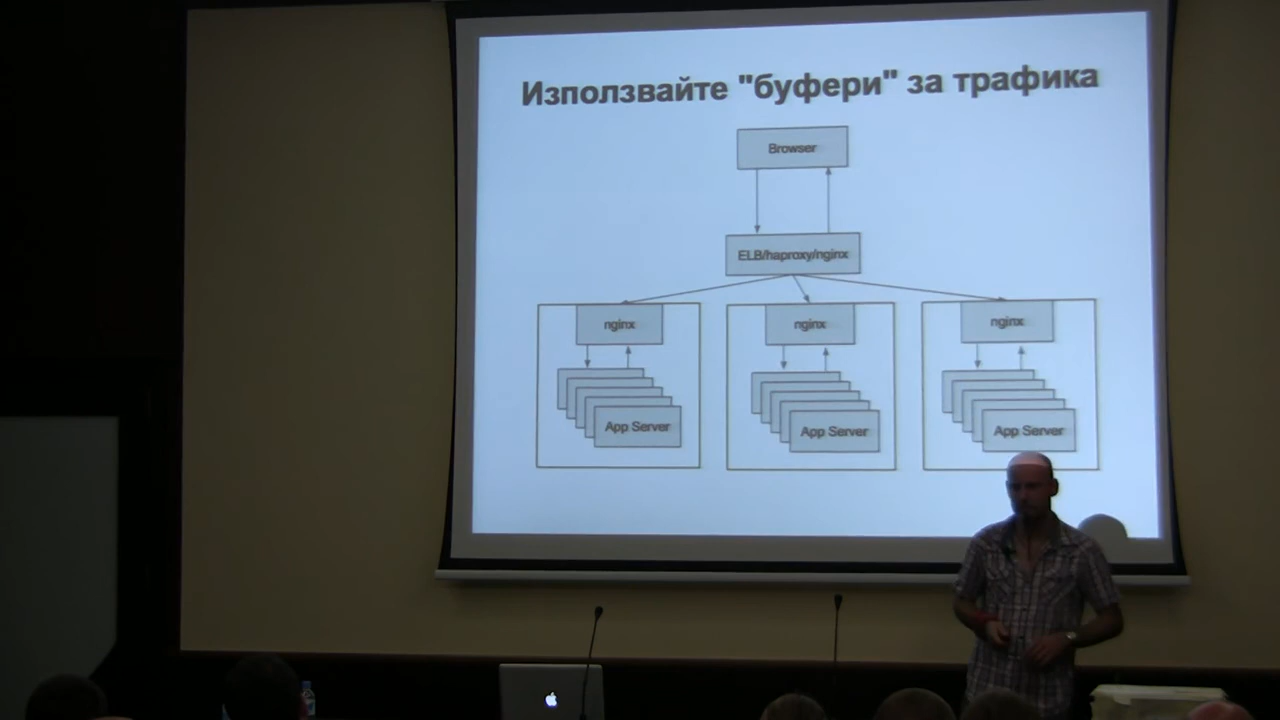 Използвайте "буфери" за трафика
Browser
ELB/haproxy/nginx
nginx
nginx
nginx
App Server
App Server
App Server